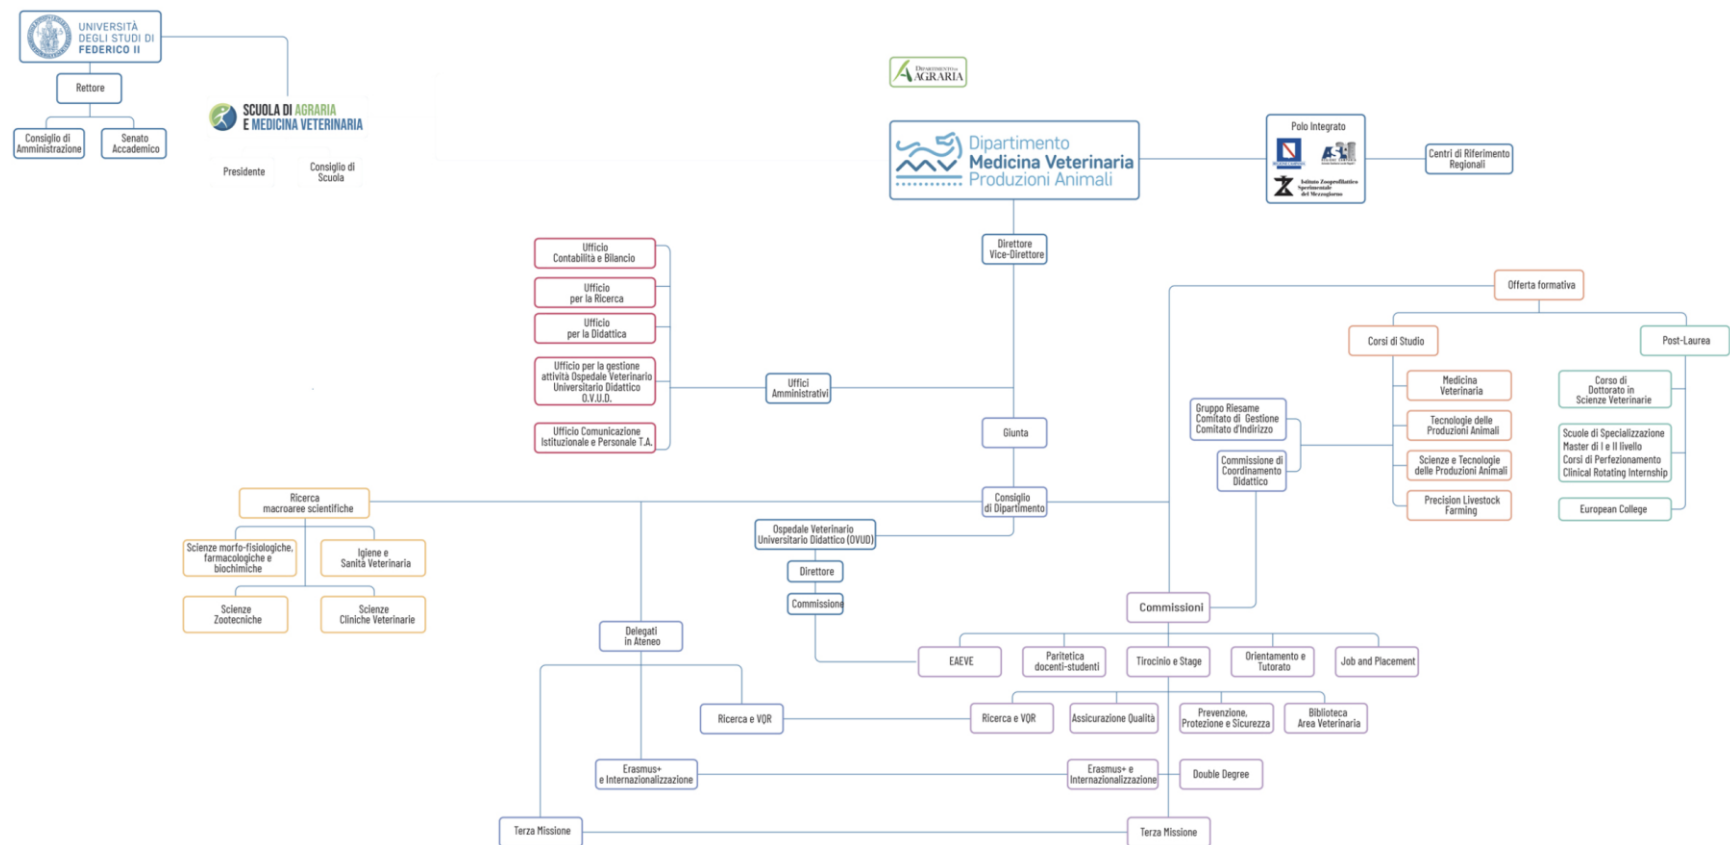 UNIVERSITÀ
DEGLI STUDI DI
FEDERICO II
Rettore
Consiglio di
Amministrazione
Senato
Accademico
SCUOLA DI AGRARIA
E MEDICINA VETERINARIA
Presidente
Consiglio di
Scuola
DIPARTIMENTO DI
AGRARIA
Dipartimento
Medicina Veterinaria
Produzioni Animali
Polo Integrato
Istituto Zooprofilattico
Sperimentale
del Mezzogiorno
Centri di Riferimento
Regionali
Direttore
Vice-Direttore
Ufficio
Contabilità e Bilancio
Ufficio
per la Ricerca
Ufficio
per la Didattica
Ufficio per la gestione
attività Ospedale Veterinario
Universitario Didattico
O.V.U.D.
Ufficio Comunicazione
Istituzionale e Personale T.A.
Uffici
Amministrativi
Giunta
Consiglio
di Dipartimento
Offerta formativa
Corsi di Studio
Post-Laurea
Medicina
Veterinaria
Tecnologie delle
Produzioni Animali
Scienze e Tecnologie
delle Produzioni Animali
Precision Livestock
Farming
Corso di
Dottorato in
Scienze Veterinarie
Scuole di Specializzazione
Master di I e II livello
Corsi di Perfezionamento
Clinical Rotating Internship
European College
Gruppo Riesame
Comitato di Gestione
Comitato d'Indirizzo
Commissione di
Coordinamento
Didattico
Ricerca
macroaree scientifiche
Scienze morfo-fisiologiche,
farmacologiche e
biochimiche
Igiene e
Sanità Veterinaria
Scienze
Zootecniche
Scienze
Cliniche Veterinarie
Ospedale Veterinario
Universitario Didattico (OVUD)
Direttore
Commissione
Delegati
in Ateneo
Commissioni
EAEVE
Paritetica
docenti-studenti
Tirocinio e Stage
Orientamento e
Tutorato
Job and Placement
Ricerca e VQR
Ricerca e VQR
Assicurazione Qualità
Prevenzione,
Protezione e Sicurezza
Biblioteca
Area Veterinaria
Erasmus+
e Internazionalizzazione
Erasmus+ e
Internazionalizzazione
Double Degree
Terza Missione
Terza Missione